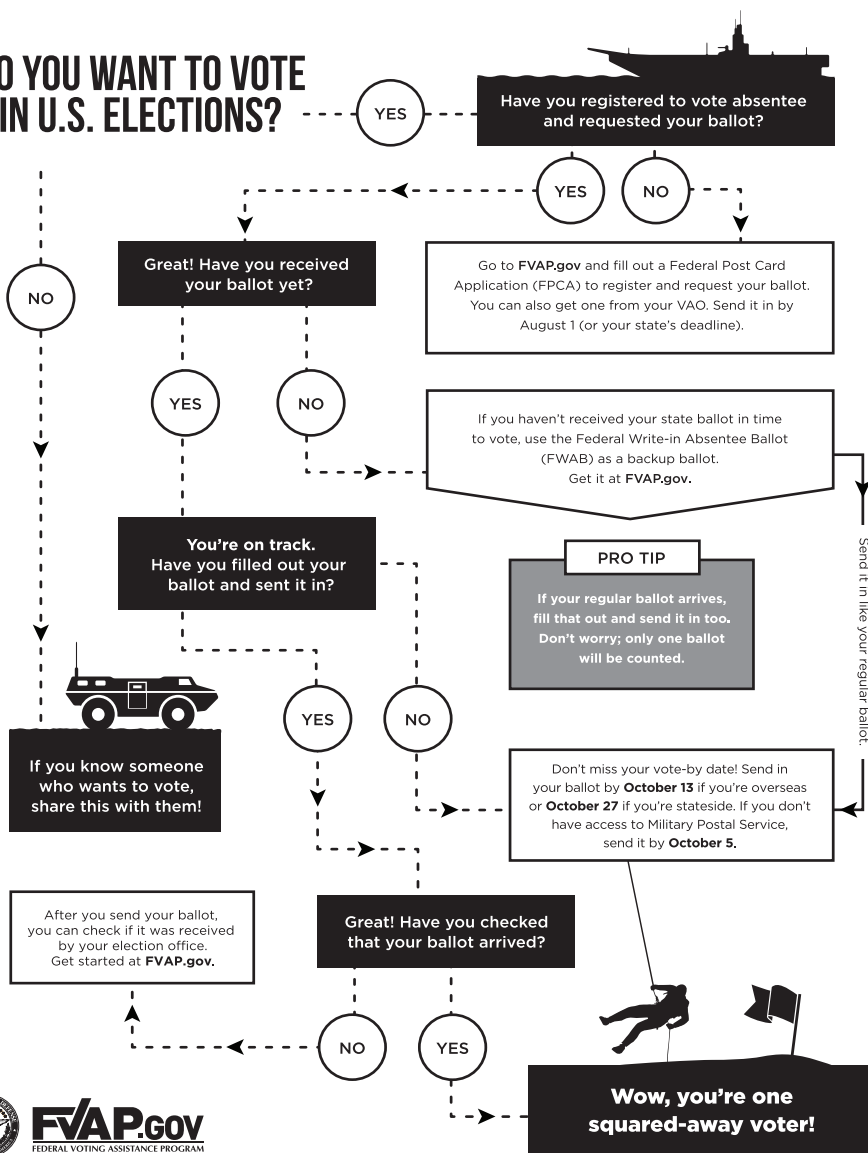 O YOU WANT TO VOTE
IN U.S. ELECTIONS?
YES
Have you registered to vote absentee
and requested your ballot?
YES
NO
NO
Great! Have you received
your ballot yet?
Go to FVAP.gov and fill out a Federal Post Card
Application (FPCA) to register and request your ballot.
You can also get one from your VAO. Send it in by
August 1 (or your state's deadline).
YES
NO
If you haven't received your state ballot in time
to vote, use the Federal Write-in Absentee Ballot
(FWAB) as a backup ballot.
Get it at FVAP.gov.
Send it in like your regular ballot.
You're on track.
Have you filled out your
ballot and sent it in?
PRO TIP
If your regular ballot arrives,
fill that out and send it in too.
Don't worry; only one ballot
will be counted.
YES
NO
If you know someone
who wants to vote,
share this with them!
Don't miss your vote-by date! Send in
your ballot by October 13 if you're overseas
or October 27 if you're stateside. If you don't
have access to Military Postal Service,
send it by October 5.
After you send your ballot,
you can check if it was received
by your election office.
Get started at FVAP.gov.
Great! Have you checked
that your ballot arrived?
NO
YES
Wow, you're one
squared-away voter!
FVAP.GOV
FEDERAL VOTING ASSISTANCE PROGRAM